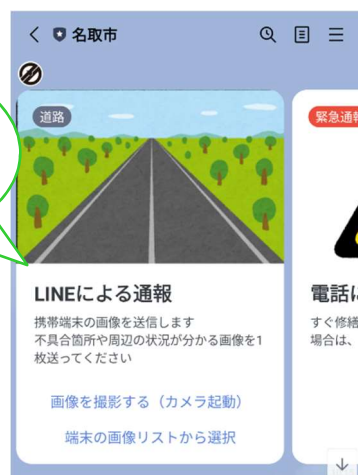 名取市
道路
緊急通報
LINEによる通報
携帯端末の画像を送信します
不具合箇所や周辺の状況が分かる画像を1
枚送ってください
画像を撮影する（カメラ起動）
端末の画像リストから選択
電話に
すぐ修繕
場合は、